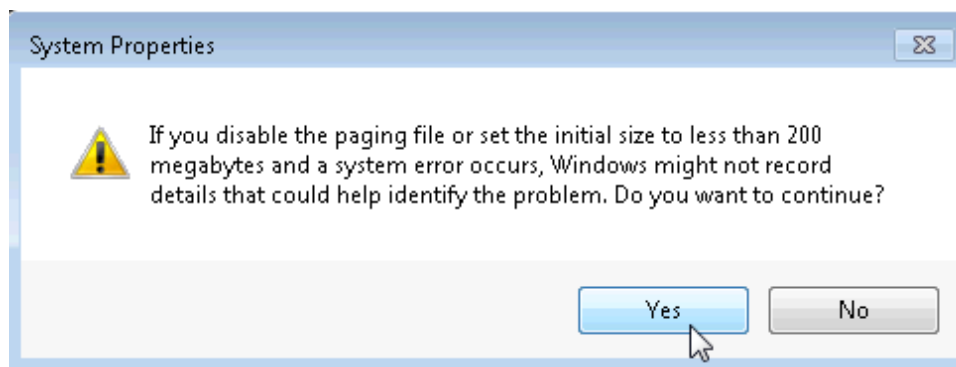 System Properties
If you disable the paging file or set the initial size to less than 200
megabytes and a system error occurs, Windows might not record
details that could help identify the problem. Do you want to continue?
Yes
No